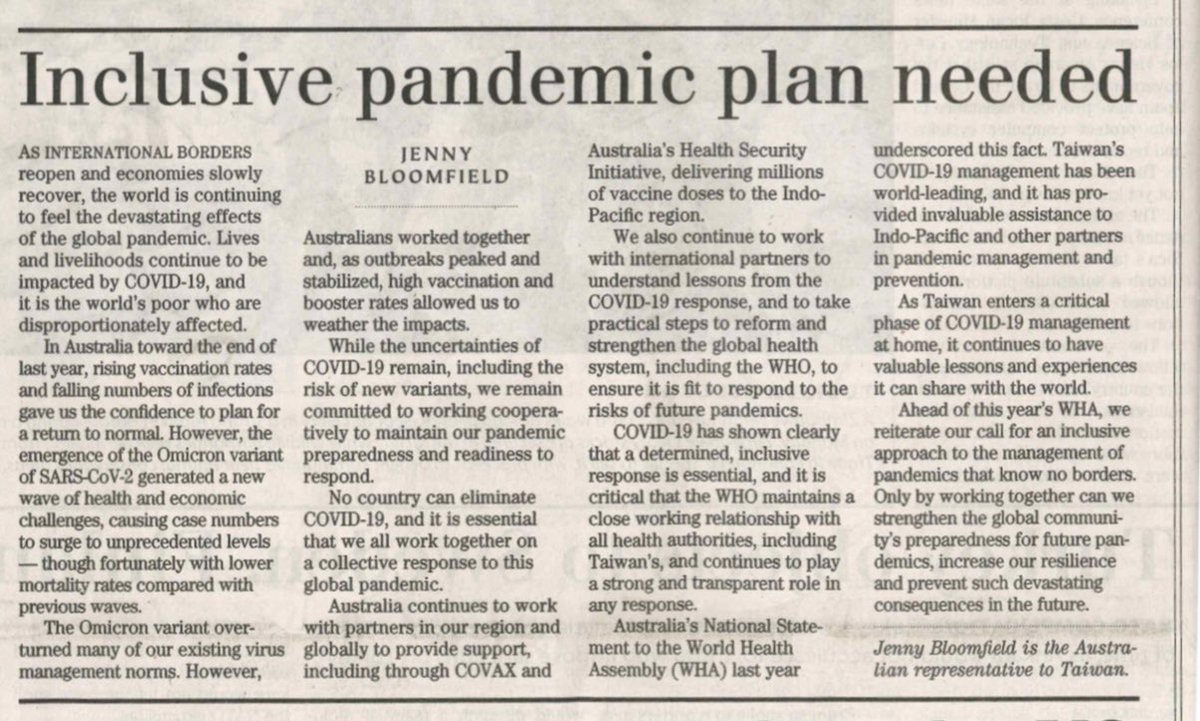 Inclusive pandemic plan needed
AS INTERNATIONAL BORDERS
reopen and economies slowly
recover, the world is continuing
to feel the devastating effects
of the global pandemic. Lives
and livelihoods continue to be
impacted by COVID-19, and
it is the world's poor who are
disproportionately affected.
In Australia toward the end of
last year, rising vaccination rates
and falling numbers of infections
gave us the confidence to plan for
a return to normal. However, the
emergence of the Omicron variant
of SARS-CoV-2 generated a new
wave of health and economic
challenges, causing case numbers
to surge to unprecedented levels
— though fortunately with lower
mortality rates compared with
previous waves.
The Omicron variant over-
turned many of our existing virus
management norms. However,
JENNY
BLOOMFIELD
Australians worked together
and, as outbreaks peaked and
stabilized, high vaccination and
booster rates allowed us to
weather the impacts.
While the uncertainties of
COVID-19 remain, including the
risk of new variants, we remain
committed to working coopera-
tively to maintain our pandemic
preparedness and readiness to
respond.
No country can eliminate
COVID-19, and it is essential
that we all work together on
a collective response to this
global pandemic.
Australia continues to work
with partners in our region and
globally to provide support,
including through COVAX and
Australia's Health Security
Initiative, delivering millions
of vaccine doses to the Indo-
Pacific region.
We also continue to work
with international partners to
understand lessons from the
COVID-19 response, and to take
practical steps to reform and
strengthen the global health
system, including the WHO, to
ensure it is fit to respond to the
risks of future pandemics.
COVID-19 has shown clearly
that a determined, inclusive
response is essential, and it is
critical that the WHO maintains a
close working relationship with
all health authorities, including
Taiwan's, and continues to play
a strong and transparent role in
any response.
Australia's National State-
ment to the World Health
Assembly (WHA) last year
underscored this fact. Taiwan's
COVID-19 management has been
world-leading, and it has pro-
vided invaluable assistance to
Indo-Pacific and other partners
in pandemic management and
prevention.
As Taiwan enters a critical
phase of COVID-19 management
at home, it continues to have
valuable lessons and experiences
it can share with the world.
Ahead of this year's WHA, we
reiterate our call for an inclusive
approach to the management of
pandemics that know no borders.
Only by working together can we
strengthen the global communi-
ty's preparedness for future pan-
demics, increase our resilience
and prevent such devastating
consequences in the future.
Jenny Bloomfield is the Austra-
lian representative to Taiwan.